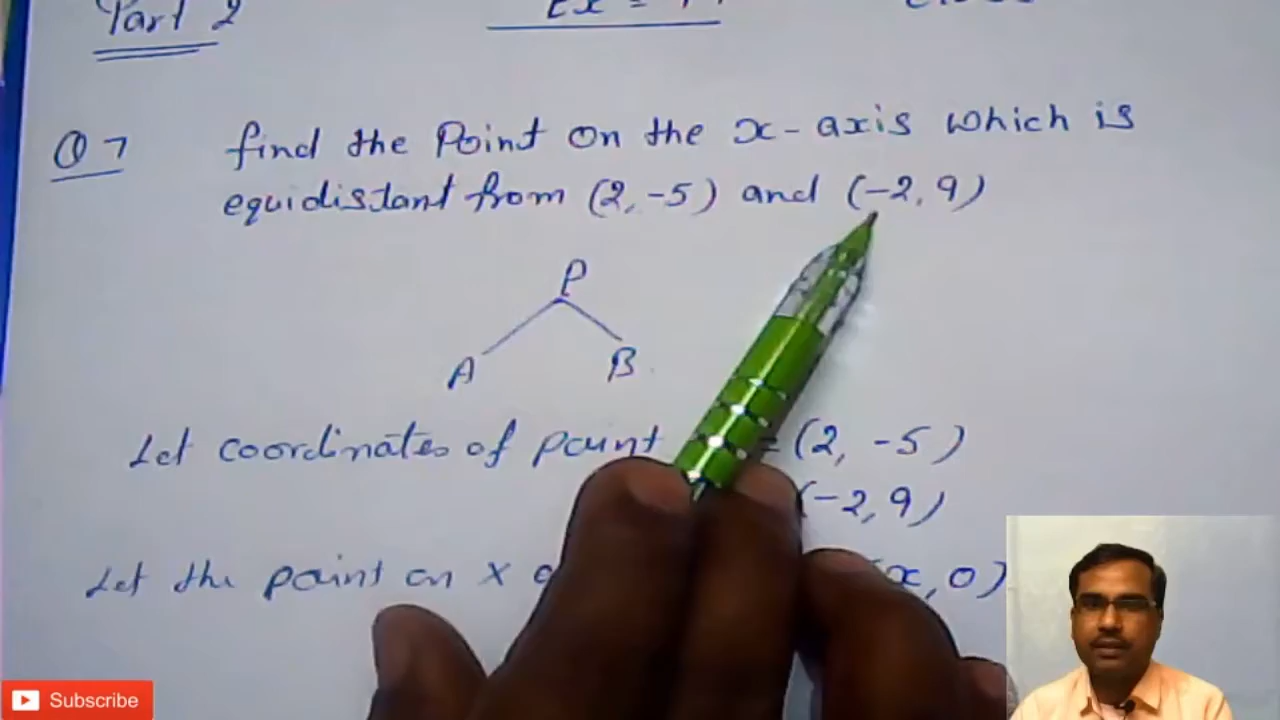 Part 2
Q7 find the Point on the x-axis which is
equidistant from (2, -5) and (-2, 9)
P
A B
Let coordinates of point = (2, -5)
(-2, 9)
Let the point on X (x, 0)
Subscribe